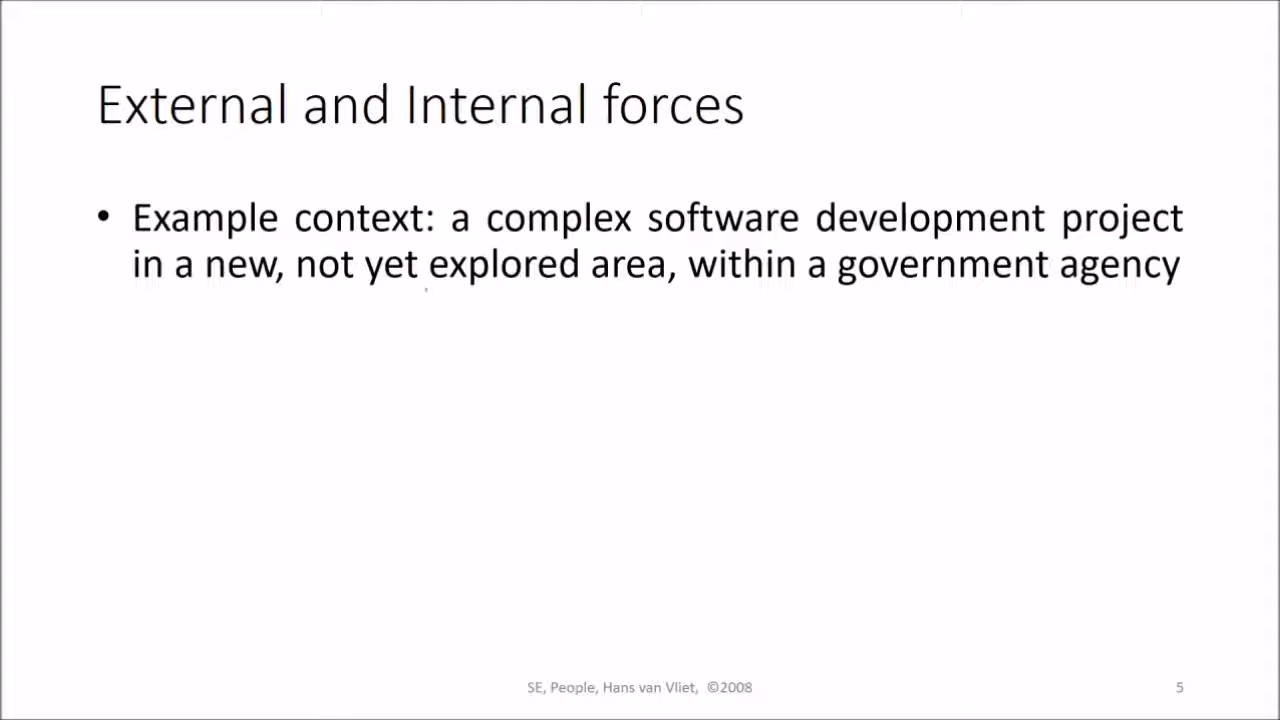 External and Internal forces
• Example context: a complex software development project
in a new, not yet explored area, within a government agency
SE, People, Hans van Vliet, ©2008
5